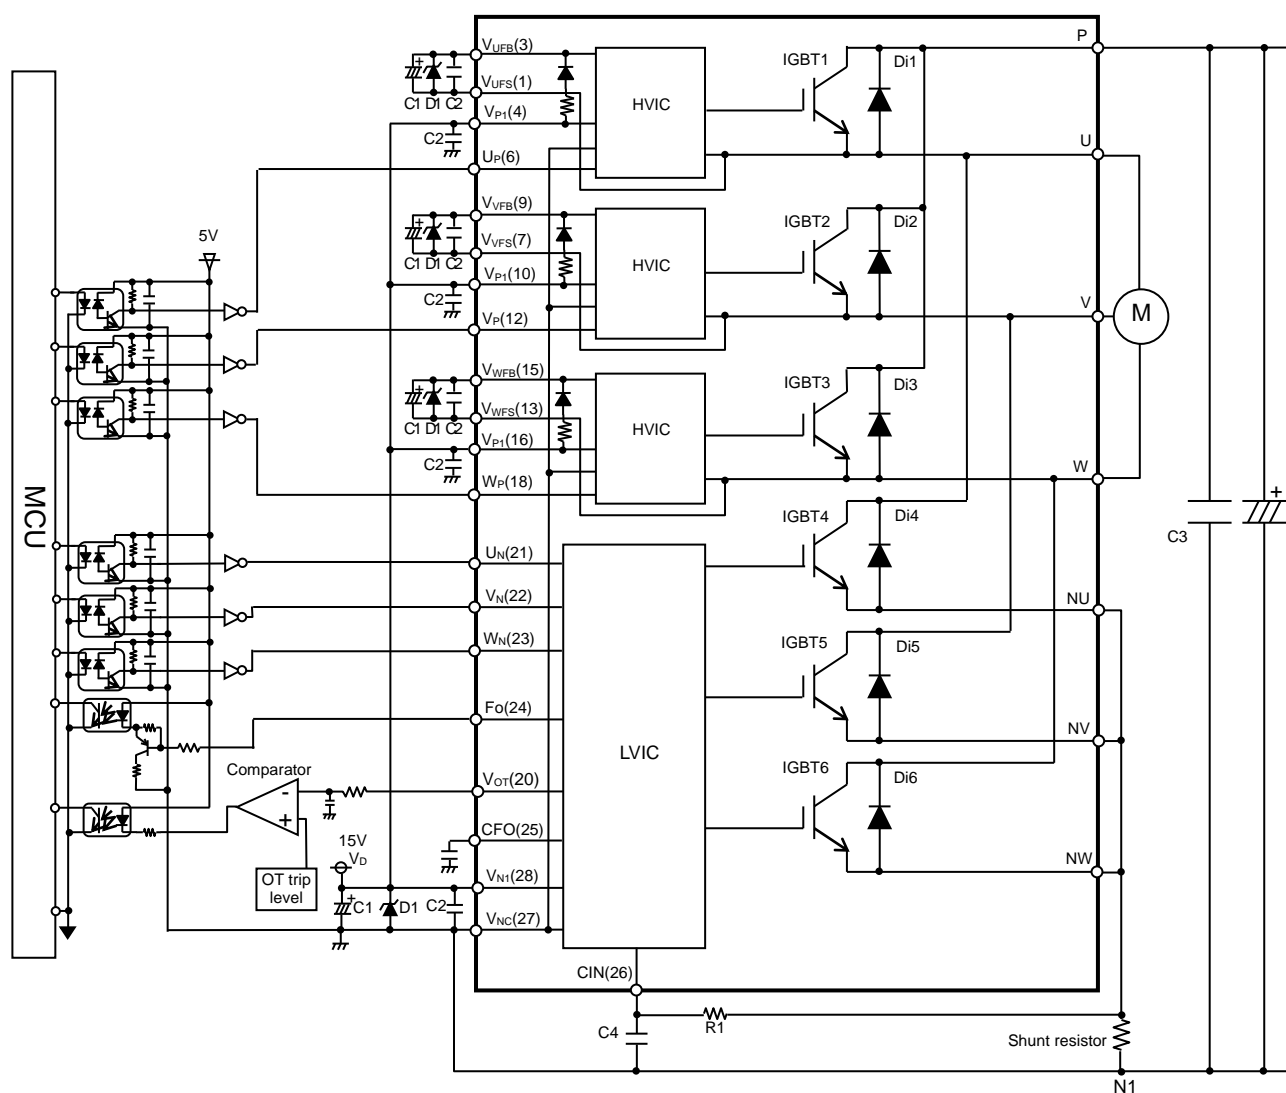 P
V_UFB(3)
IGBT1
Di1
C1 D1 C2
V_UFS(1)
HVIC
V_P1(4)
C2
U
U_P(6)
V_VFB(9)
IGBT2
Di2
5V
C1 D1 C2
V_VFS(7)
HVIC
V_P1(10)
C2
V
M
V_P(12)
V_WFB(15)
IGBT3
Di3
C1 D1 C2
V_WFS(13)
HVIC
V_P1(16)
C2
W
W_P(18)
MCU
IGBT4
Di4
+
C3
U_N(21)
V_N(22)
NU
W_N(23)
IGBT5
Di5
Fo(24)
NV
LVIC
Comparator
V_OT(20)
IGBT6
Di6
-
+
CFO(25)
15V
V_D
NW
OT trip
level
V_N1(28)
+
C1
D1
C2
V_NC(27)
CIN(26)
C4
R1
Shunt resistor
N1